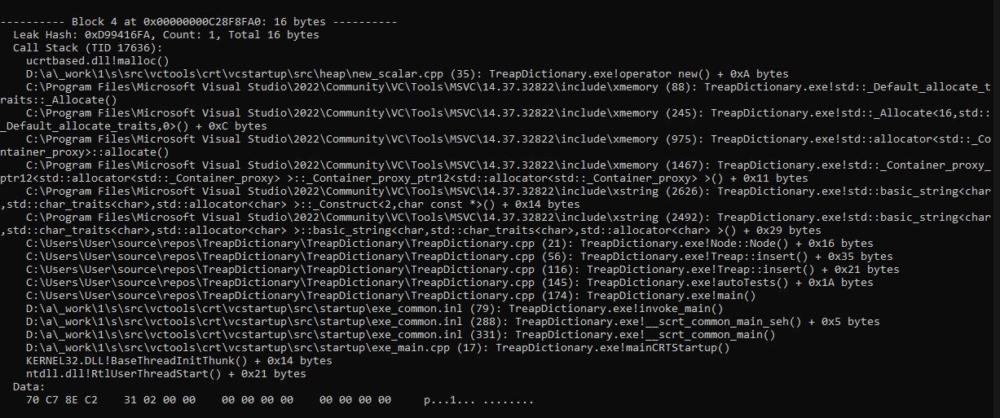 ---------- Block 4 at 0x00000000C28F8FA0: 16 bytes ----------
  Leak Hash: 0xD99416FA, Count: 1, Total 16 bytes
  Call Stack (TID 17636):
    ucrtbased.dll!malloc()
    D:\a\_work\1\s\src\vctools\crt\vcstartup\src\heap\new_scalar.cpp (35): TreapDictionary.exe!operator new() + 0xA bytes
    C:\Program Files\Microsoft Visual Studio\2022\Community\VC\Tools\MSVC\14.37.32822\include\xmemory (88): TreapDictionary.exe!std::_Default_allocate_t
raits::_Allocate()
    C:\Program Files\Microsoft Visual Studio\2022\Community\VC\Tools\MSVC\14.37.32822\include\xmemory (245): TreapDictionary.exe!std::_Allocate<16,std::
_Default_allocate_traits,0>() + 0xC bytes
    C:\Program Files\Microsoft Visual Studio\2022\Community\VC\Tools\MSVC\14.37.32822\include\xmemory (975): TreapDictionary.exe!std::allocator<std::_Co
ntainer_proxy>::allocate()
    C:\Program Files\Microsoft Visual Studio\2022\Community\VC\Tools\MSVC\14.37.32822\include\xmemory (1467): TreapDictionary.exe!std::_Container_proxy_
ptr12<std::allocator<std::_Container_proxy> >::_Container_proxy_ptr12<std::allocator<std::_Container_proxy> >() + 0x11 bytes
    C:\Program Files\Microsoft Visual Studio\2022\Community\VC\Tools\MSVC\14.37.32822\include\xstring (2626): TreapDictionary.exe!std::basic_string<char
,std::char_traits<char>,std::allocator<char> >::_Construct<2,char const *>() + 0x14 bytes
    C:\Program Files\Microsoft Visual Studio\2022\Community\VC\Tools\MSVC\14.37.32822\include\xstring (2492): TreapDictionary.exe!std::basic_string<char
,std::char_traits<char>,std::allocator<char> >::basic_string<char,std::char_traits<char>,std::allocator<char> >() + 0x29 bytes
    C:\Users\User\source\repos\TreapDictionary\TreapDictionary\TreapDictionary.cpp (21): TreapDictionary.exe!Node::Node() + 0x16 bytes
    C:\Users\User\source\repos\TreapDictionary\TreapDictionary\TreapDictionary.cpp (56): TreapDictionary.exe!Treap::insert() + 0x35 bytes
    C:\Users\User\source\repos\TreapDictionary\TreapDictionary\TreapDictionary.cpp (116): TreapDictionary.exe!Treap::insert() + 0x21 bytes
    C:\Users\User\source\repos\TreapDictionary\TreapDictionary\TreapDictionary.cpp (145): TreapDictionary.exe!autoTests() + 0x1A bytes
    C:\Users\User\source\repos\TreapDictionary\TreapDictionary\TreapDictionary.cpp (174): TreapDictionary.exe!main()
    D:\a\_work\1\s\src\vctools\crt\vcstartup\src\startup\exe_common.inl (79): TreapDictionary.exe!invoke_main()
    D:\a\_work\1\s\src\vctools\crt\vcstartup\src\startup\exe_common.inl (288): TreapDictionary.exe!__scrt_common_main_seh() + 0x5 bytes
    D:\a\_work\1\s\src\vctools\crt\vcstartup\src\startup\exe_common.inl (331): TreapDictionary.exe!__scrt_common_main()
    D:\a\_work\1\s\src\vctools\crt\vcstartup\src\startup\exe_main.cpp (17): TreapDictionary.exe!mainCRTStartup()
    KERNEL32.DLL!BaseThreadInitThunk() + 0x14 bytes
    ntdll.dll!RtlUserThreadStart() + 0x21 bytes
  Data:
    70 C7 8E C2    31 02 00 00    00 00 00 00    00 00 00 00     p...1... ........